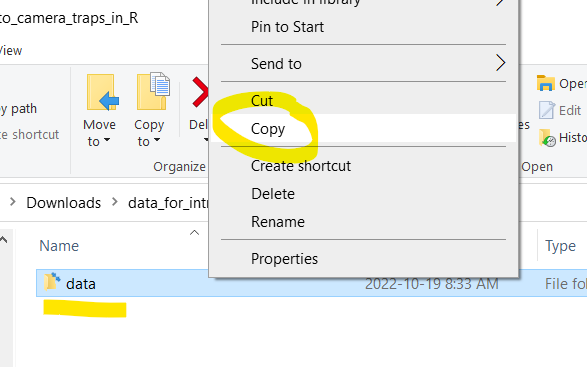 to_camera_traps_in_R
View
Include in library
Pin to Start
Send to
Cut
Copy
Create shortcut
Delete
Rename
Properties
y path
e shortcut
Move
to
Copy
to
Del
Organize
es
Open
Edit
Histo
Open
Downloads
data_for_intr
Name
Type
data
2022-10-19 8:33 AM
File fo